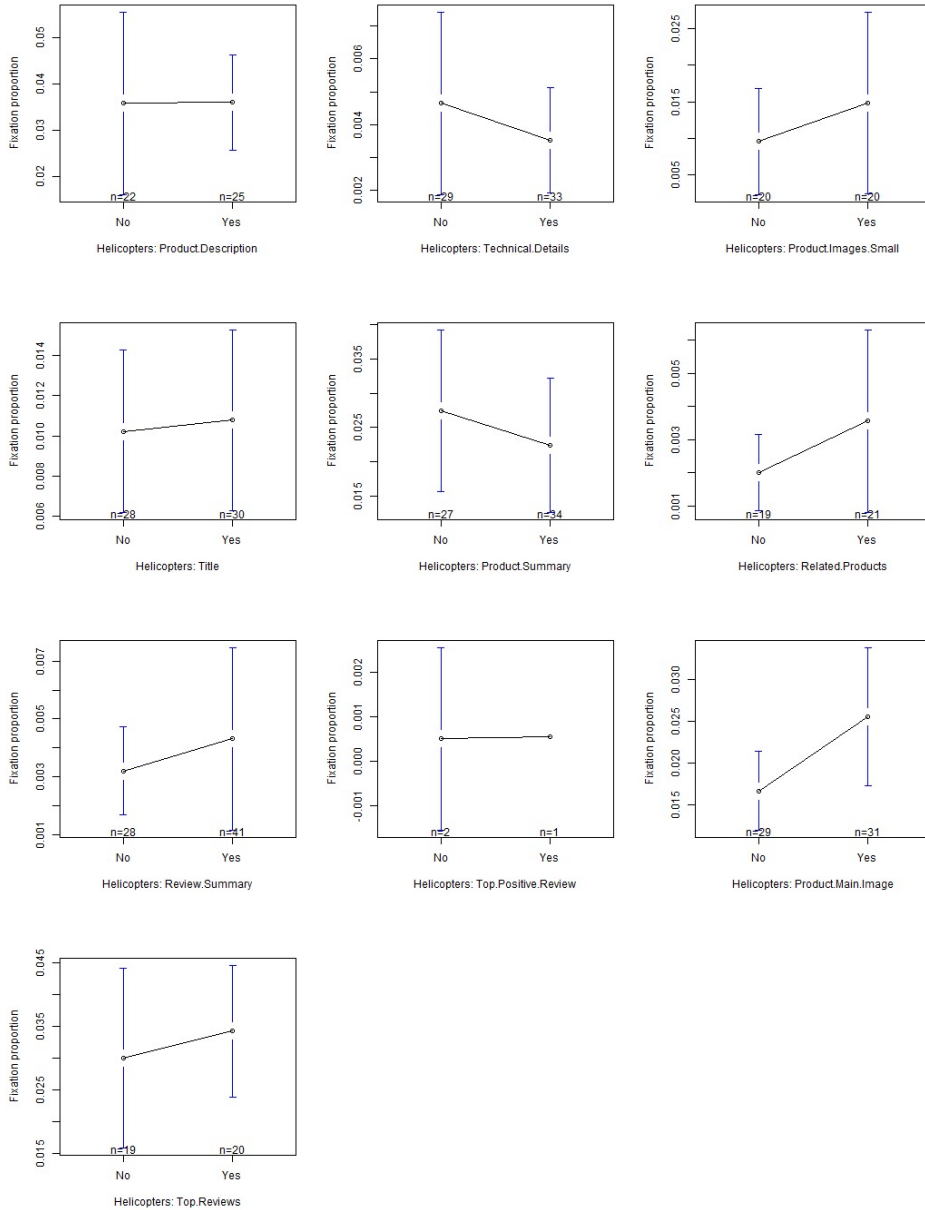 Fixation proportion
0.02 0.03 0.04 0.05
n=22 n=25
No Yes
Helicopters: Product.Description
Fixation proportion
0.002 0.004 0.006
n=29 n=33
No Yes
Helicopters: Technical.Details
Fixation proportion
0.005 0.015 0.025
n=20 n=20
No Yes
Helicopters: Product.Images.Small
Fixation proportion
0.006 0.008 0.010 0.012 0.014
n=28 n=30
No Yes
Helicopters: Title
Fixation proportion
0.015 0.025 0.035
n=27 n=34
No Yes
Helicopters: Product.Summary
Fixation proportion
0.001 0.003 0.005
n=19 n=21
No Yes
Helicopters: Related.Products
Fixation proportion
0.001 0.003 0.005 0.007
n=28 n=41
No Yes
Helicopters: Review.Summary
Fixation proportion
-0.001 0.000 0.001 0.002
n=2 n=1
No Yes
Helicopters: Top.Positive.Review
Fixation proportion
0.015 0.020 0.025 0.030
n=29 n=31
No Yes
Helicopters: Product.Main.Image
Fixation proportion
0.015 0.025 0.035 0.045
n=19 n=20
No Yes
Helicopters: Top.Reviews